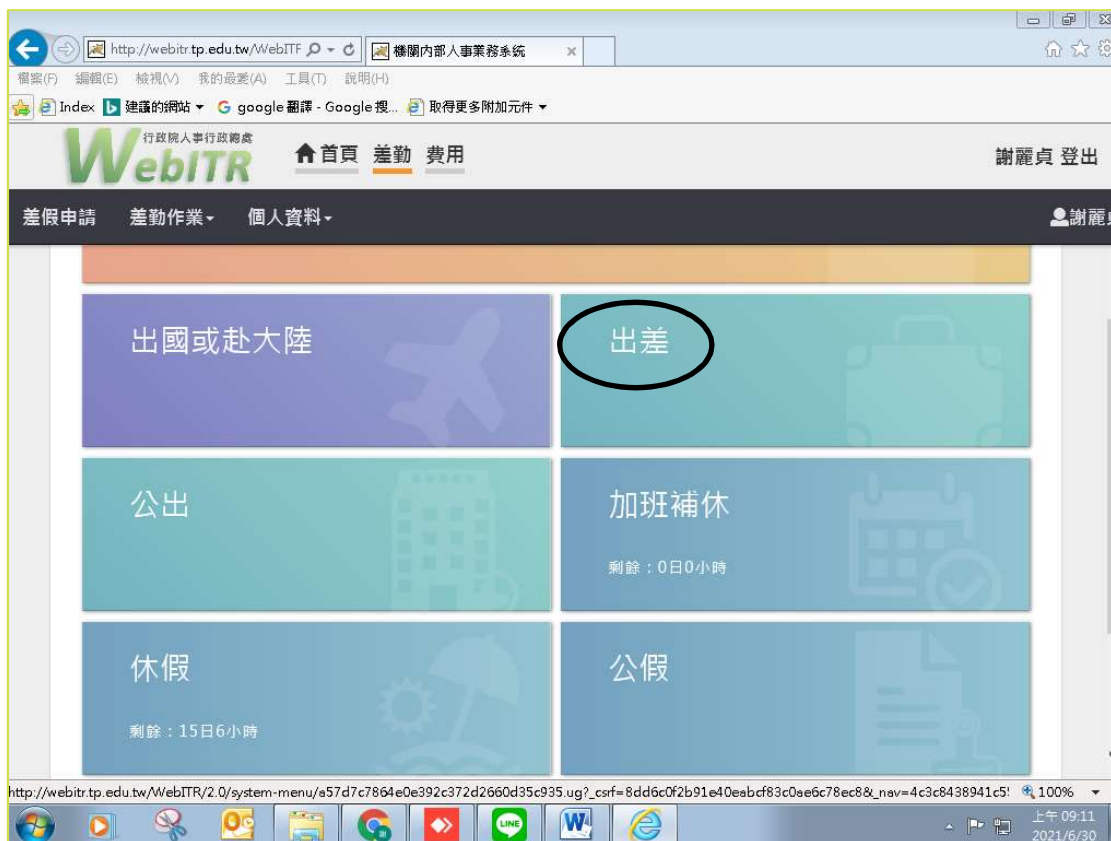 http://webitr.tp.edu.tw/WebITF
機關內部人事業務系統
檔案(F) 編輯(E) 檢視(V) 我的最愛(A) 工具(T) 說明(H)
Index 建議的網站 google 翻譯 - Google 搜... 取得更多附加元件
行政院人事行政總處
WebITR 首頁 差勤 費用 謝麗貞 登出
差假申請 差勤作業 個人資料 謝麗貞
出國或赴大陸 出差
公出 加班補休
剩餘：0日0小時
休假 公假
剩餘：15日6小時
http://webitr.tp.edu.tw/WebITR/2.0/system-menu/a57d7c7864e0e392c372d2660d35c935.ug?_csrf=8dd6c0f2b91e40eabcf83c0ae6c78ec8&_nav=4c3c8438941c5! 100%
LINE
上午 09:11
2021/6/30